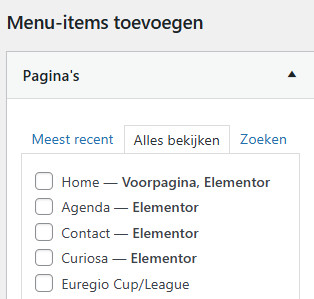 Menu-items toevoegen
Pagina's
Meest recent Alles bekijken Zoeken
Home — Voorpagina, Elementor
Agenda — Elementor
Contact — Elementor
Curiosa — Elementor
Euregio Cup/League